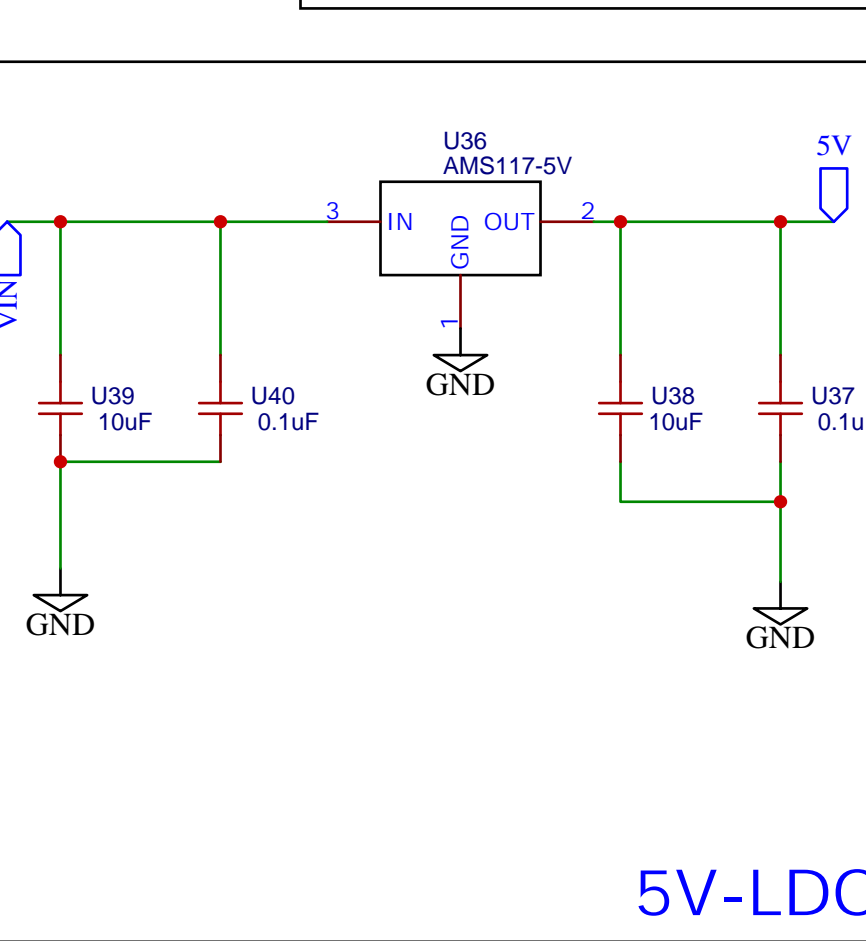 5V
U36
AMS117-5V
3
IN
GND
OUT
2
1
GND
VIN
U39
10uF
U40
0.1uF
U38
10uF
U37
0.1u
GND
GND
5V-LDO